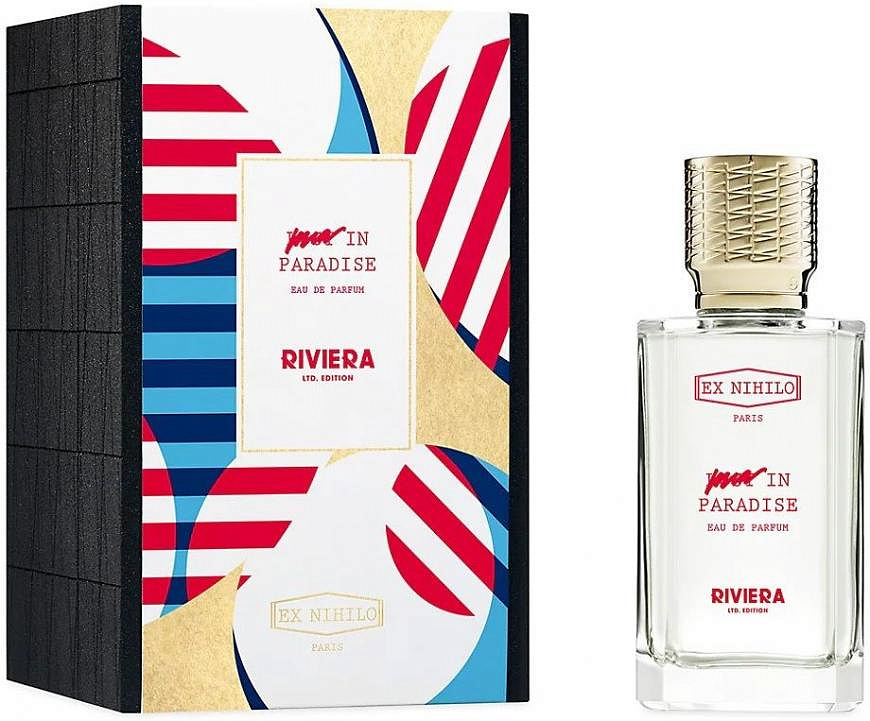 IN
PARADISE
EAU DE PARFUM
RIVIERA
LTD. EDITION
EX NIHILO
PARIS
EX NIHILO
PARIS
IN
PARADISE
EAU DE PARFUM
RIVIERA
LTD. EDITION